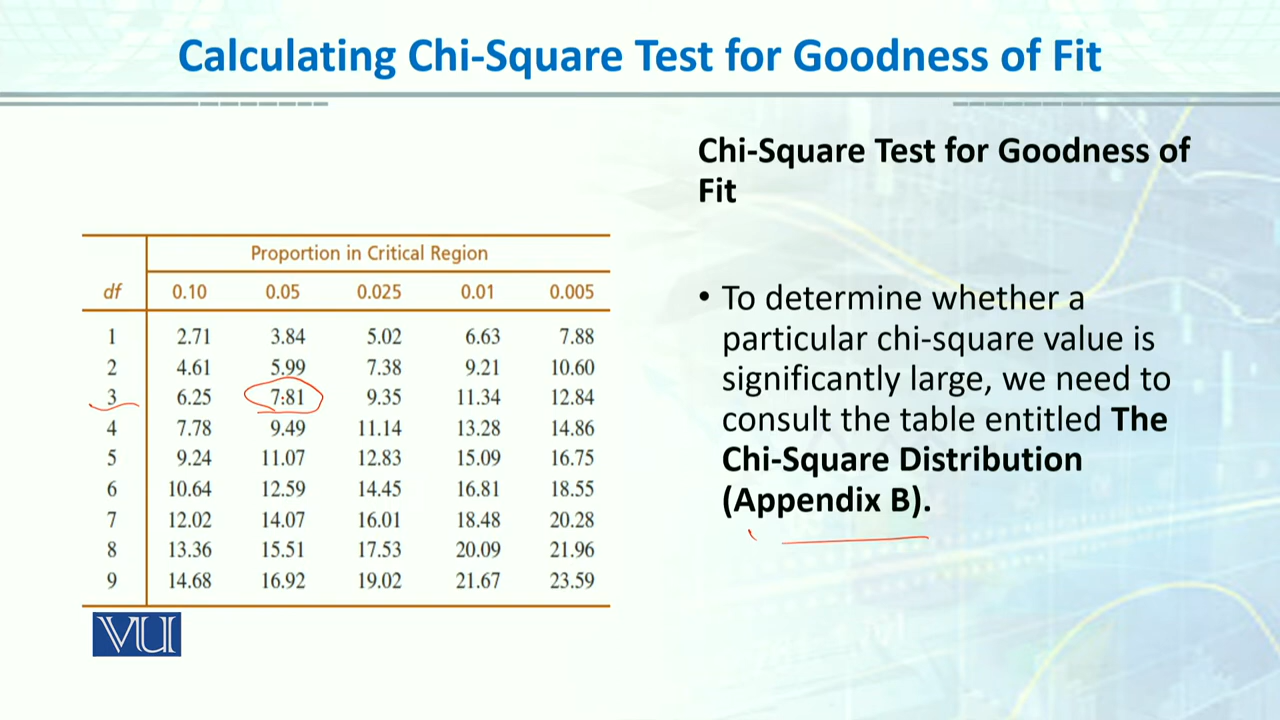 Calculating Chi-Square Test for Goodness of Fit
Proportion in Critical Region
df 0.10 0.05 0.025 0.01 0.005
1 2.71 3.84 5.02 6.63 7.88
2 4.61 5.99 7.38 9.21 10.60
3 6.25 7.81 9.35 11.34 12.84
4 7.78 9.49 11.14 13.28 14.86
5 9.24 11.07 12.83 15.09 16.75
6 10.64 12.59 14.45 16.81 18.55
7 12.02 14.07 16.01 18.48 20.28
8 13.36 15.51 17.53 20.09 21.96
9 14.68 16.92 19.02 21.67 23.59
VU
Chi-Square Test for Goodness of
Fit
• To determine whether a
particular chi-square value is
significantly large, we need to
consult the table entitled The
Chi-Square Distribution
(Appendix B).